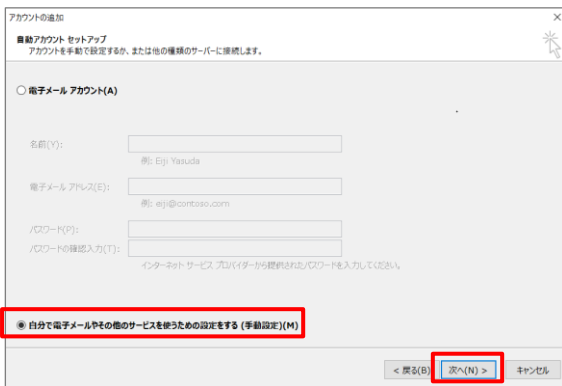 アカウントの追加
自動アカウント セットアップ
アカウントを手動で設定するか、または他の種類のサーバーに接続します。
電子メール アカウント(A)
名前(Y):
例: Eiji Yasuda
電子メール アドレス(E):
例: eiji@contoso.com
パスワード(P):
パスワードの確認入力(T):
インターネット サービス プロバイダーから提供されたパスワードを入力してください。
自分で電子メールやその他のサービスを使うための設定をする (手動設定)(M)
< 戻る(B) 次へ(N) > キャンセル